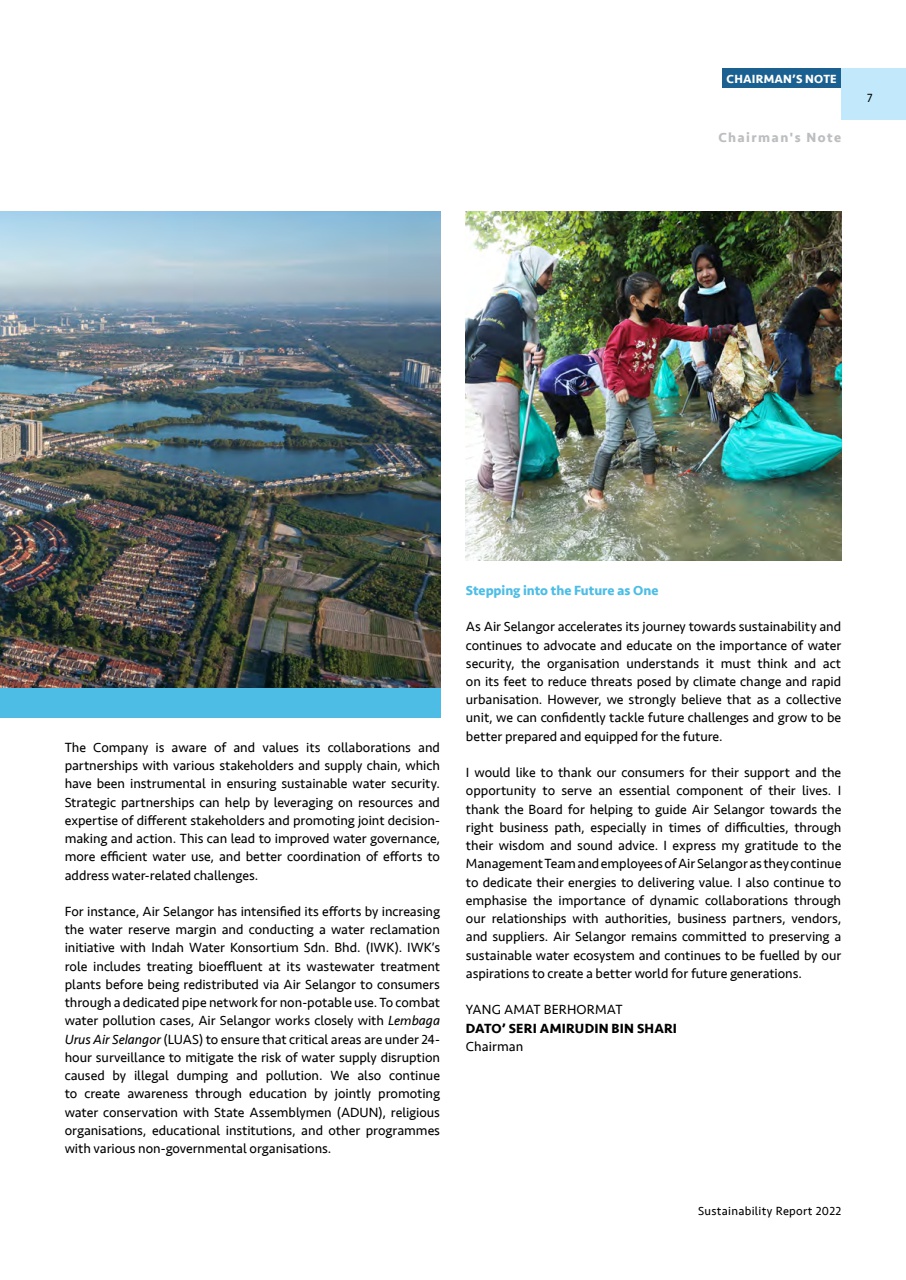 CHAIRMAN'S NOTE
7
Chairman's Note
The Company is aware of and values its collaborations and
partnerships with various stakeholders and supply chain, which
have been instrumental in ensuring sustainable water security.
Strategic partnerships can help by leveraging on resources and
expertise of different stakeholders and promoting joint decision-
making and action. This can lead to improved water governance,
more efficient water use, and better coordination of efforts to
address water-related challenges.
For instance, Air Selangor has intensified its efforts by increasing
the water reserve margin and conducting a water reclamation
initiative with Indah Water Konsortium Sdn. Bhd. (IWK). IWK's
role includes treating bioeffluent at its wastewater treatment
plants before being redistributed via Air Selangor to consumers
through a dedicated pipe network for non-potable use. To combat
water pollution cases, Air Selangor works closely with Lembaga
Urus Air Selangor (LUAS) to ensure that critical areas are under 24-
hour surveillance to mitigate the risk of water supply disruption
caused by illegal dumping and pollution. We also continue
to create awareness through education by jointly promoting
water conservation with State Assemblymen (ADUN), religious
organisations, educational institutions, and other programmes
with various non-governmental organisations.
Stepping into the Future as One
As Air Selangor accelerates its journey towards sustainability and
continues to advocate and educate on the importance of water
security, the organisation understands it must think and act
on its feet to reduce threats posed by climate change and rapid
urbanisation. However, we strongly believe that as a collective
unit, we can confidently tackle future challenges and grow to be
better prepared and equipped for the future.
I would like to thank our consumers for their support and the
opportunity to serve an essential component of their lives. I
thank the Board for helping to guide Air Selangor towards the
right business path, especially in times of difficulties, through
their wisdom and sound advice. I express my gratitude to the
Management Team and employees of Air Selangor as they continue
to dedicate their energies to delivering value. I also continue to
emphasise the importance of dynamic collaborations through
our relationships with authorities, business partners, vendors,
and suppliers. Air Selangor remains committed to preserving a
sustainable water ecosystem and continues to be fuelled by our
aspirations to create a better world for future generations.
YANG AMAT BERHORMAT
DATO' SERI AMIRUDIN BIN SHARI
Chairman
Sustainability Report 2022